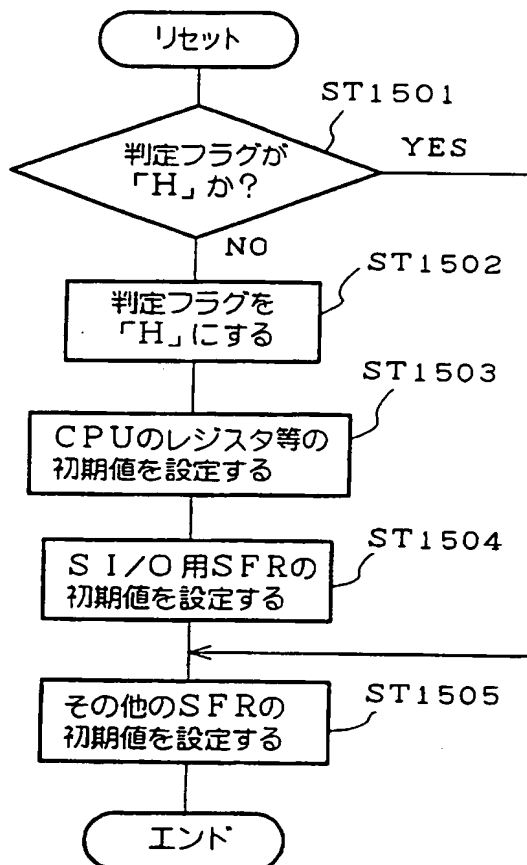 リセット
ST1501
判定フラグが
「H」か?
YES
NO
ST1502
判定フラグを
「H」にする
ST1503
CPUのレジスタ等の
初期値を設定する
ST1504
SI/O用SFRの
初期値を設定する
ST1505
その他のSFRの
初期値を設定する
エンド